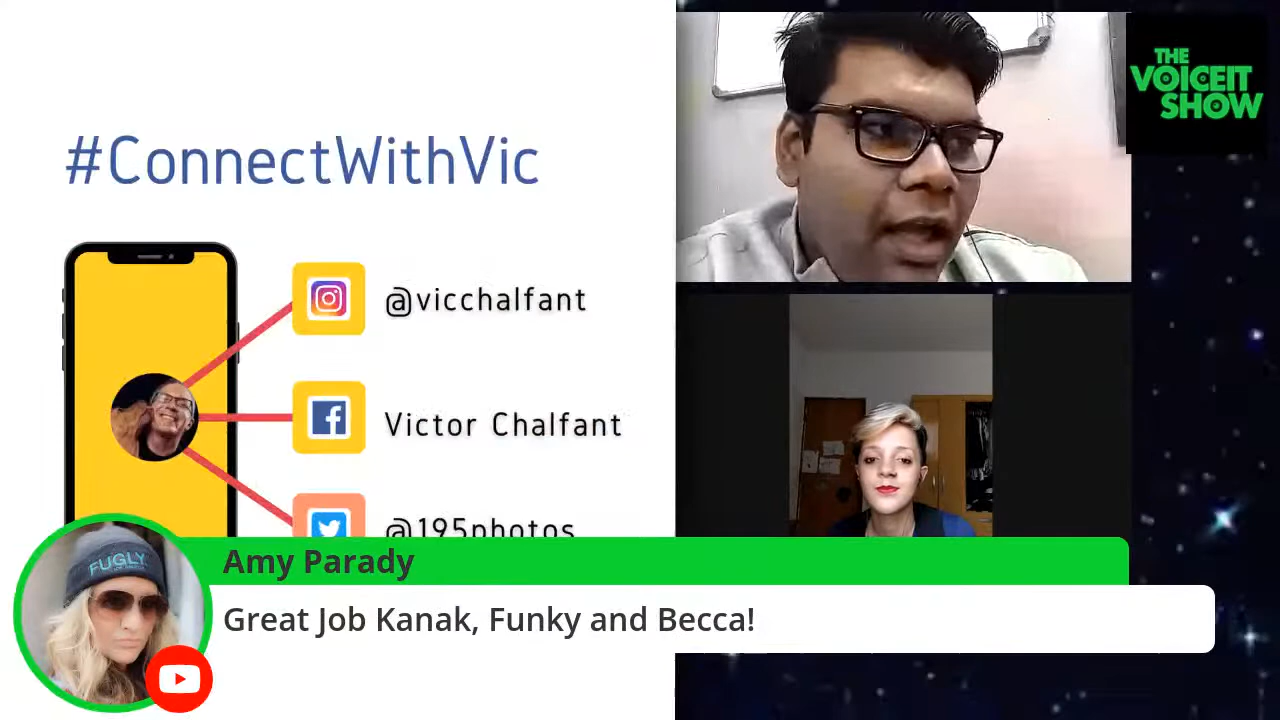 #ConnectWithVic
@vicchalfant
Victor Chalfant
@195photos
THE
VOICEIT
SHOW
FUGLY
Amy Parady
Great Job Kanak, Funky and Becca!